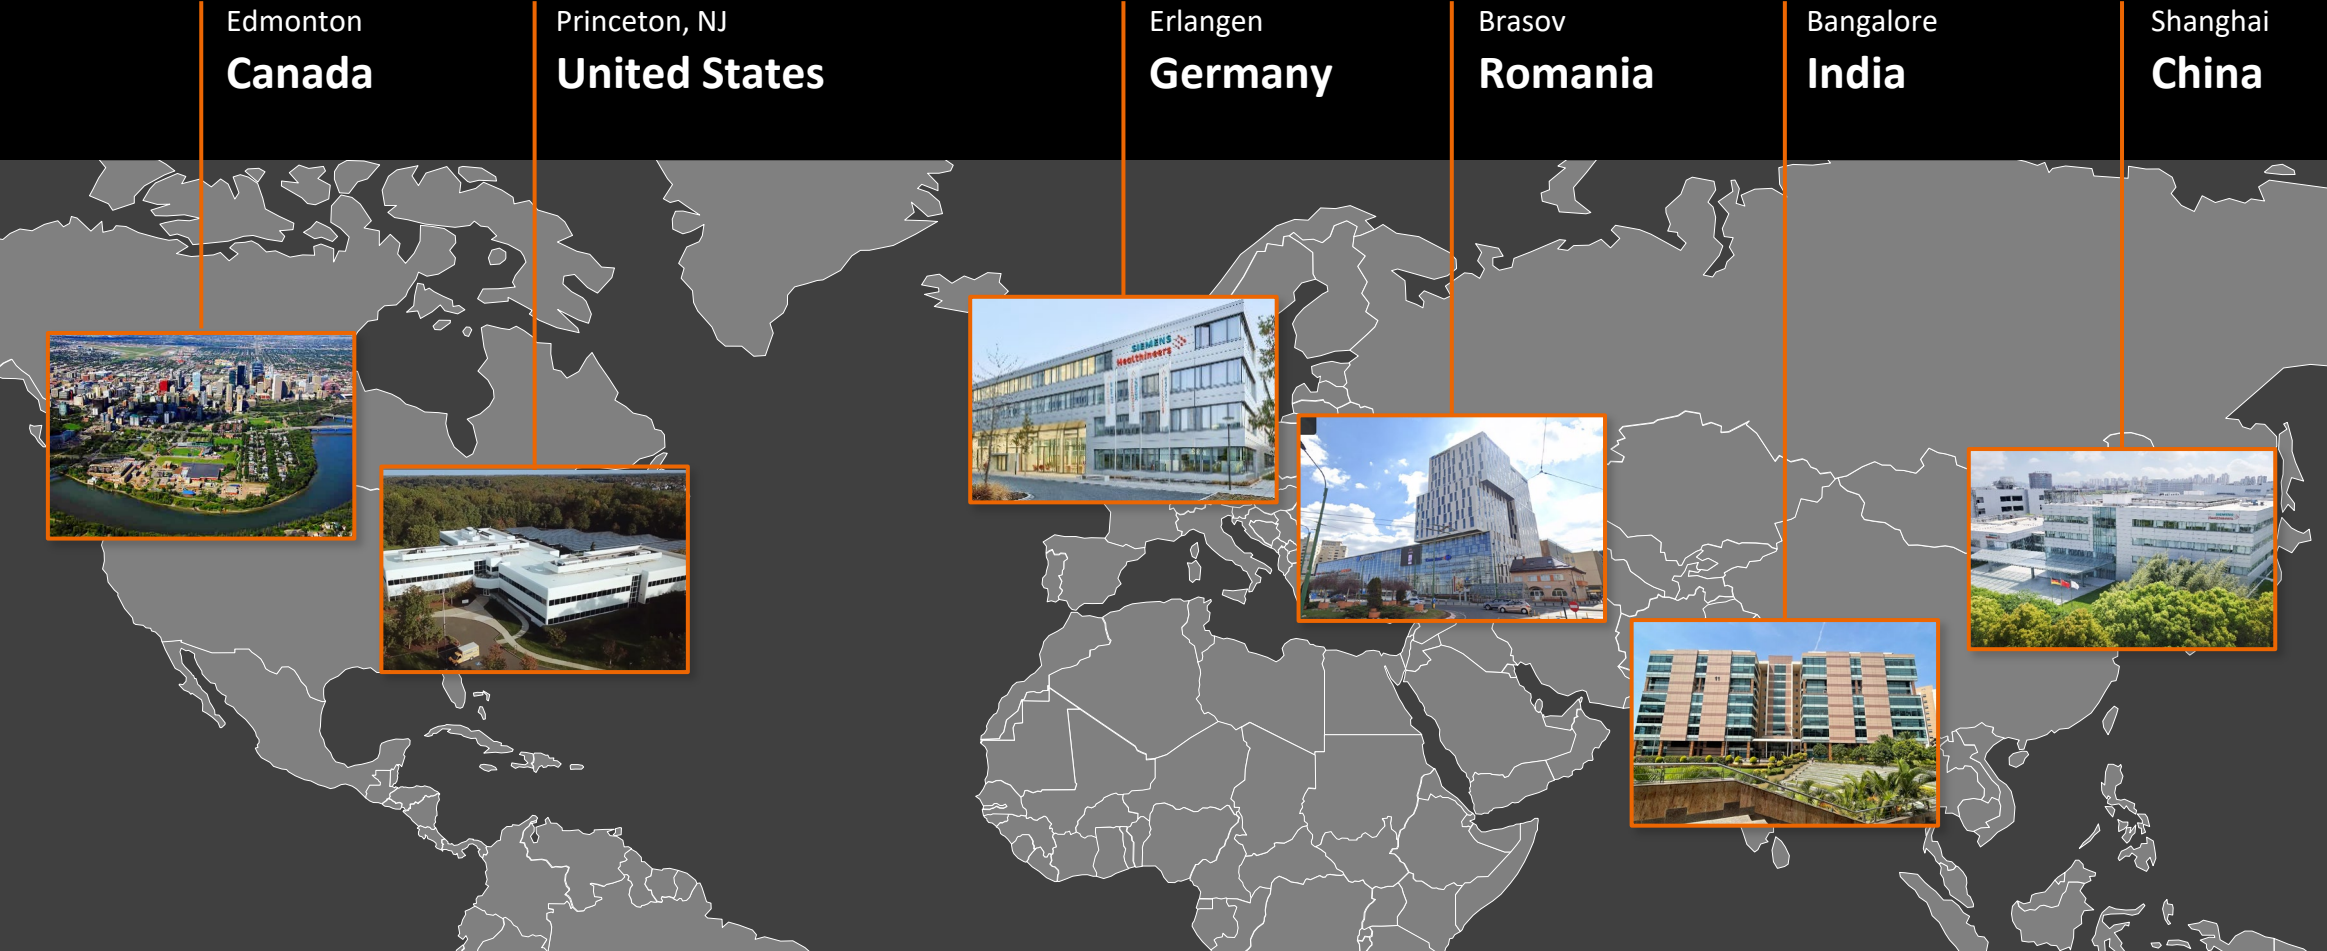 Edmonton
Canada
Princeton, NJ
United States
Erlangen
Germany
Brasov
Romania
Bangalore
India
Shanghai
China
SIEMENS
Healthineers